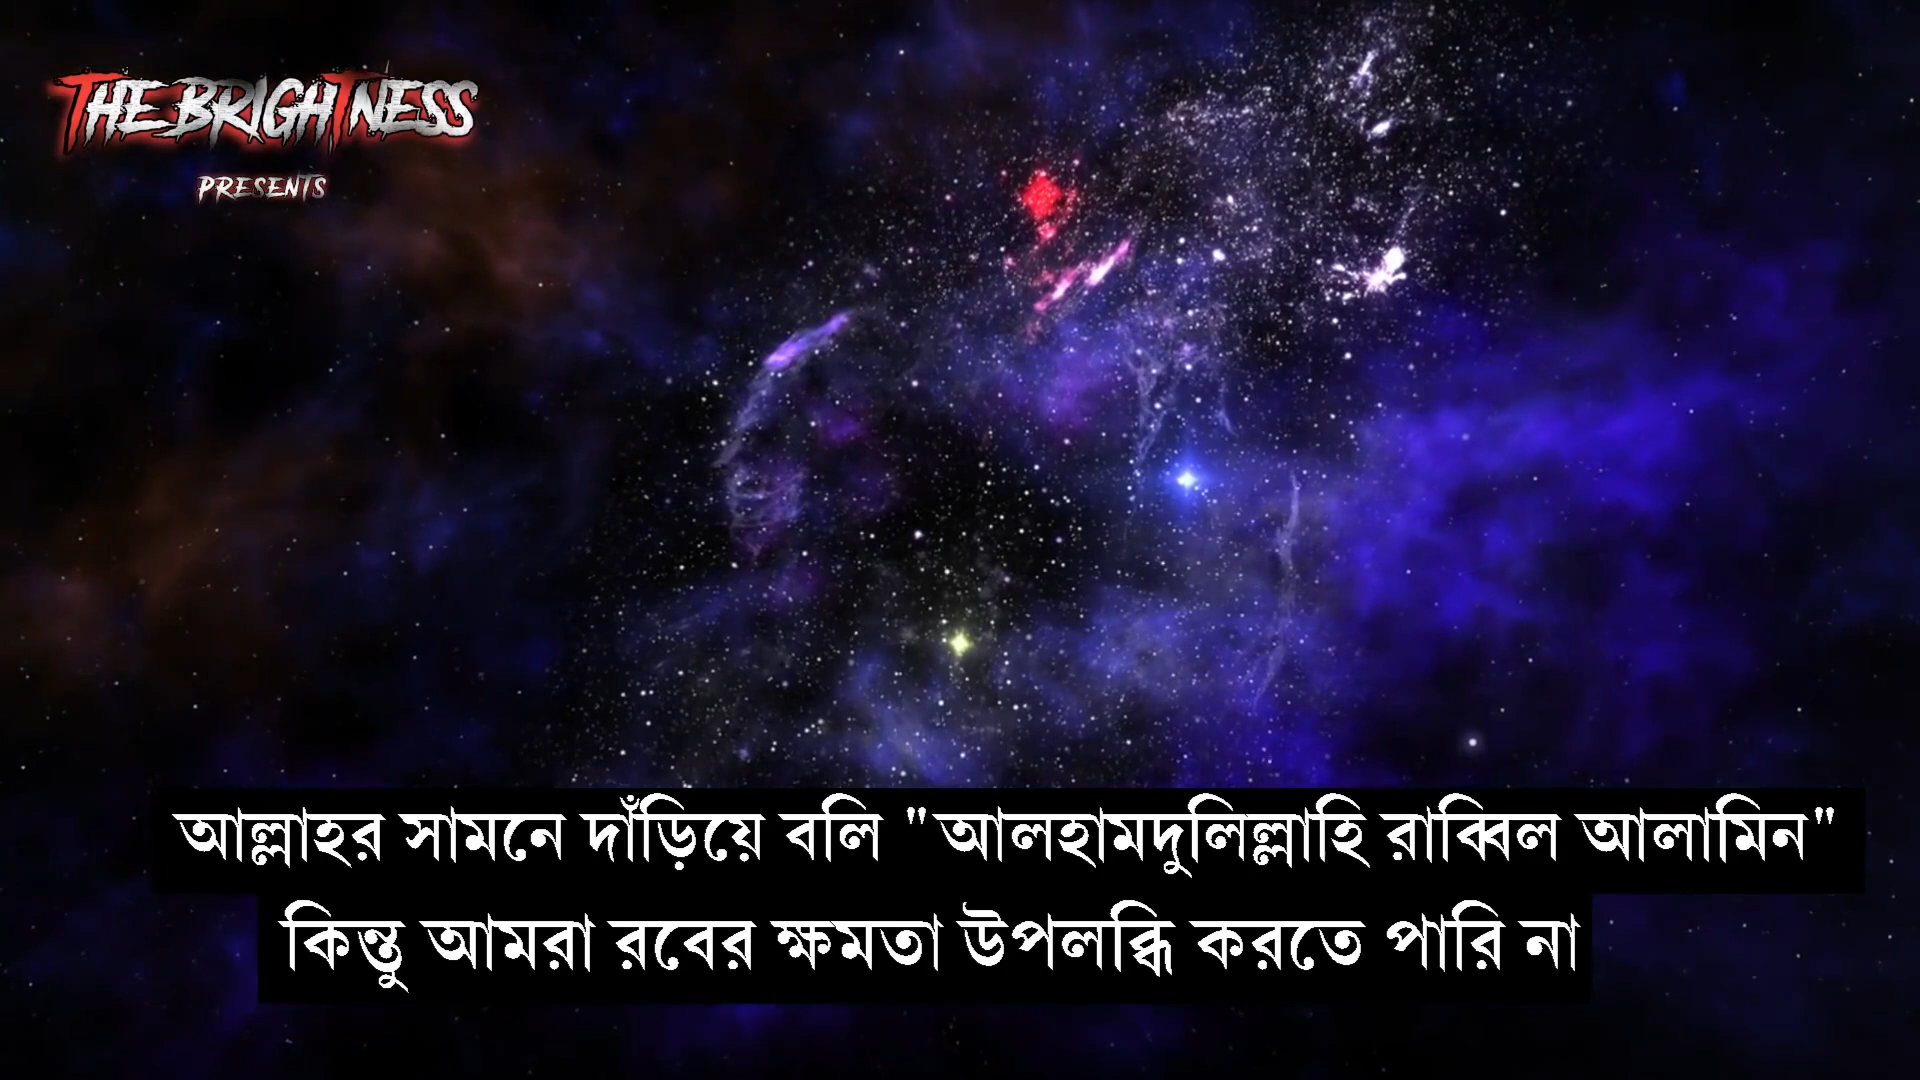 THE BRIGHTNESS
PRESENTS
আল্লাহর সামনে দাঁড়িয়ে বলি "আলহামদুলিল্লাহি রাব্বিল আলামিন"
কিন্তু আমরা রবের ক্ষমতা উপলব্ধি করতে পারি না